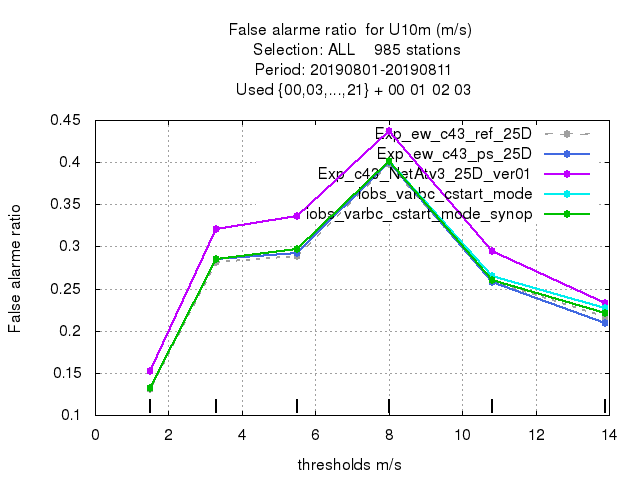 False alarme ratio  for U10m (m/s)
Selection: ALL    985 stations
Period: 20190801-20190811
Used {00,03,...,21} + 00 01 02 03
Exp_ew_c43_ref_25D
Exp_ew_c43_ps_25D
Exp_c43_NetAtv3_25D_ver01
iobs_varbc_cstart_mode
iobs_varbc_cstart_mode_synop
False alarme ratio
0.45
0.4
0.35
0.3
0.25
0.2
0.15
0.1
0 2 4 6 8 10 12 14
thresholds m/s